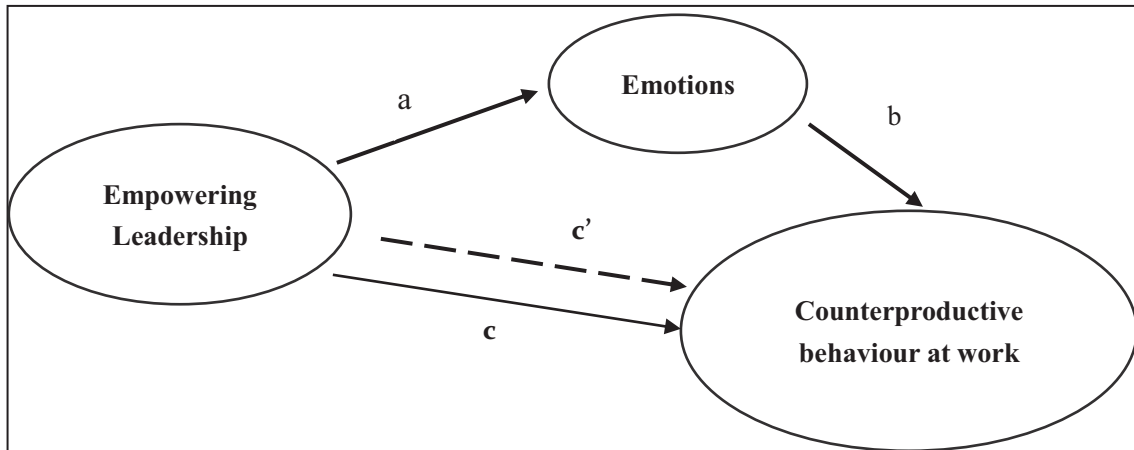 Emotions
a
b
Empowering
Leadership
c’
c
Counterproductive
behaviour at work